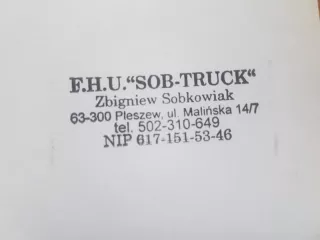 F.H.U."SOB-TRUCK"
Zbigniew Sobkowiak
63-300 Pleszew, ul. Malińska 14/7
tel. 502-310-649
NIP 617-151-53-46